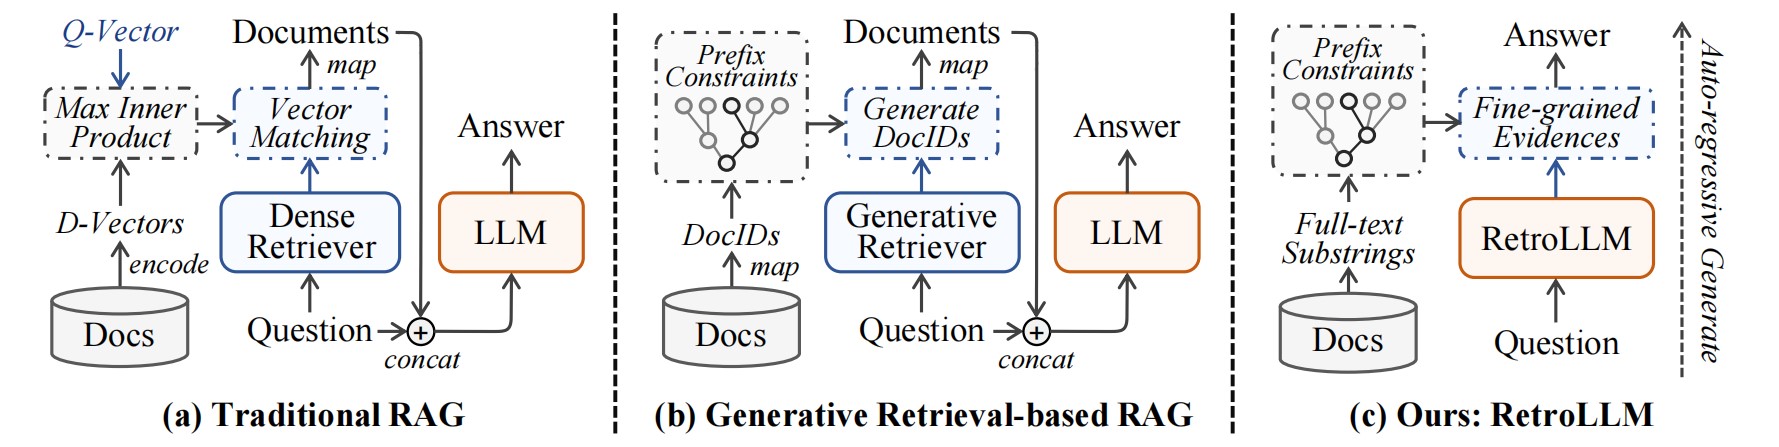 Q-Vector
Documents
map
Max Inner
Product
Vector
Matching
Answer
D-Vectors
encode
Dense
Retriever
LLM
Docs
Question
+
concat
(a) Traditional RAG
Prefix
Constraints
Documents
map
Generate
DocIDs
Answer
DocIDs
map
Generative
Retriever
LLM
Docs
Question
+
concat
(b) Generative Retrieval-based RAG
Prefix
Constraints
Answer
Fine-grained
Evidences
Full-text
Substrings
RetroLLM
Docs
Question
Auto-regressive Generate
(c) Ours: RetroLLM